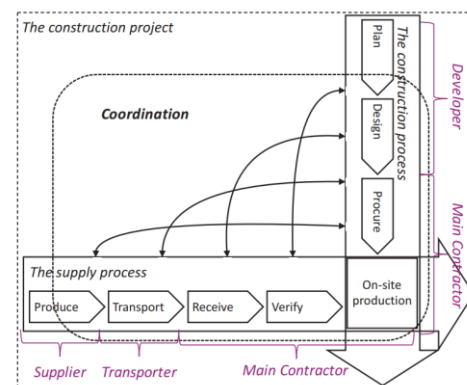 The construction project
Plan
The construction process
Developer
Coordination
Design
Procure
Main Contractor
The supply process
On-site
production
Produce
Transport
Receive
Verify
Supplier
Transporter
Main Contractor